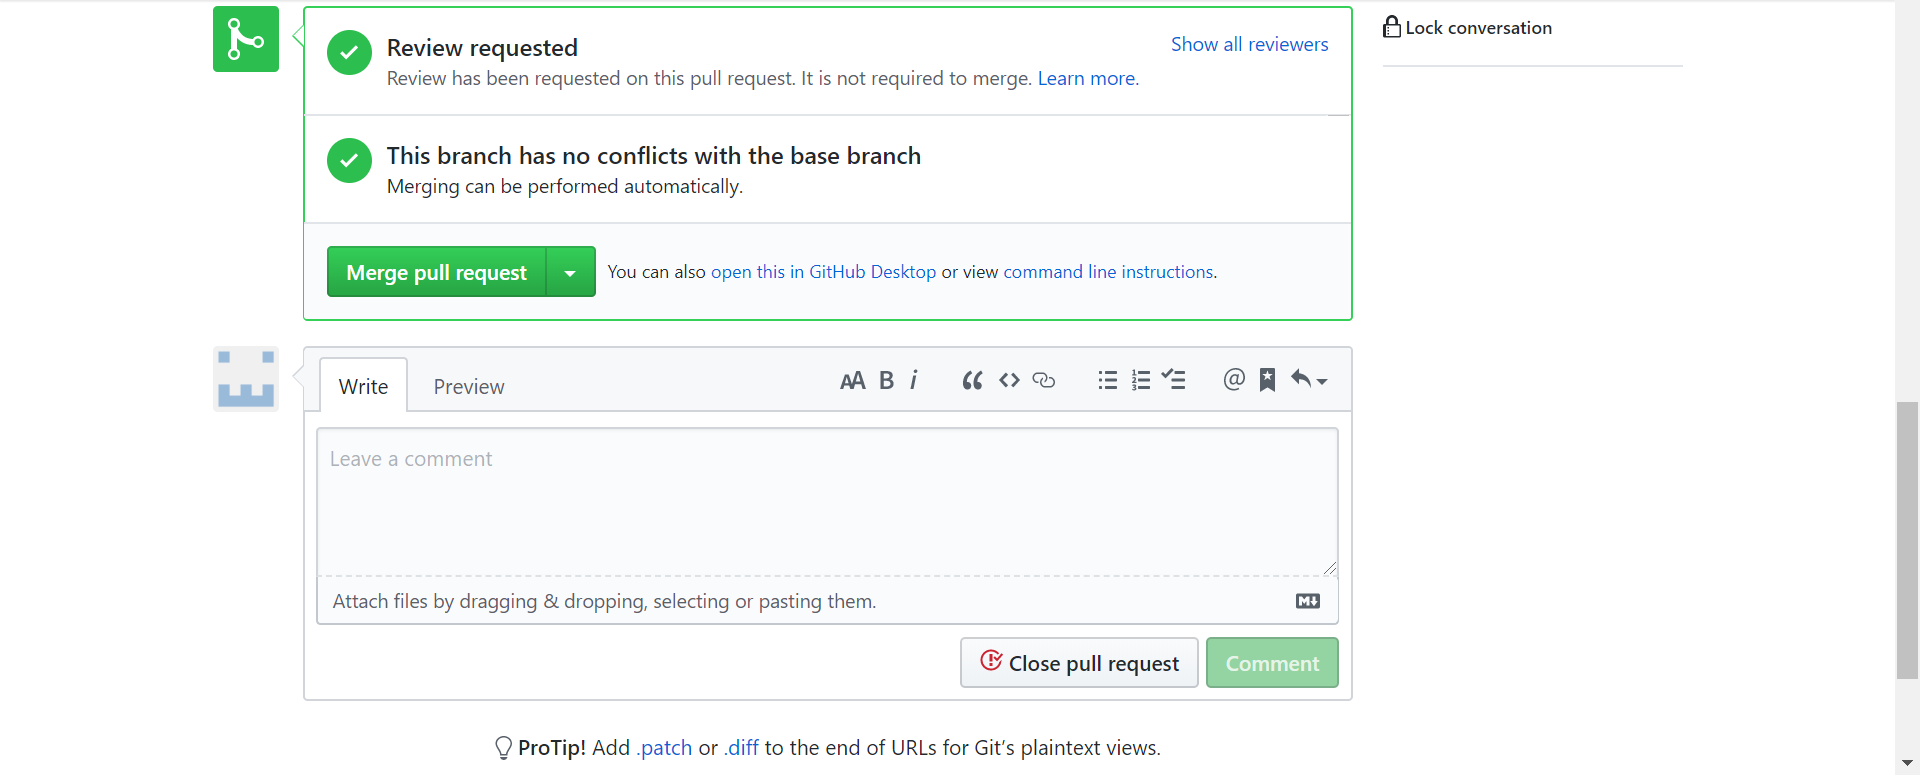 Review requested
Show all reviewers
Review has been requested on this pull request. It is not required to merge. Learn more.
Lock conversation
This branch has no conflicts with the base branch
Merging can be performed automatically.
Merge pull request
You can also open this in GitHub Desktop or view command line instructions.
Write
Preview
AA B i
@
Leave a comment
Attach files by dragging & dropping, selecting or pasting them.
M
Close pull request
Comment
ProTip! Add .patch or .diff to the end of URLs for Git’s plaintext views.